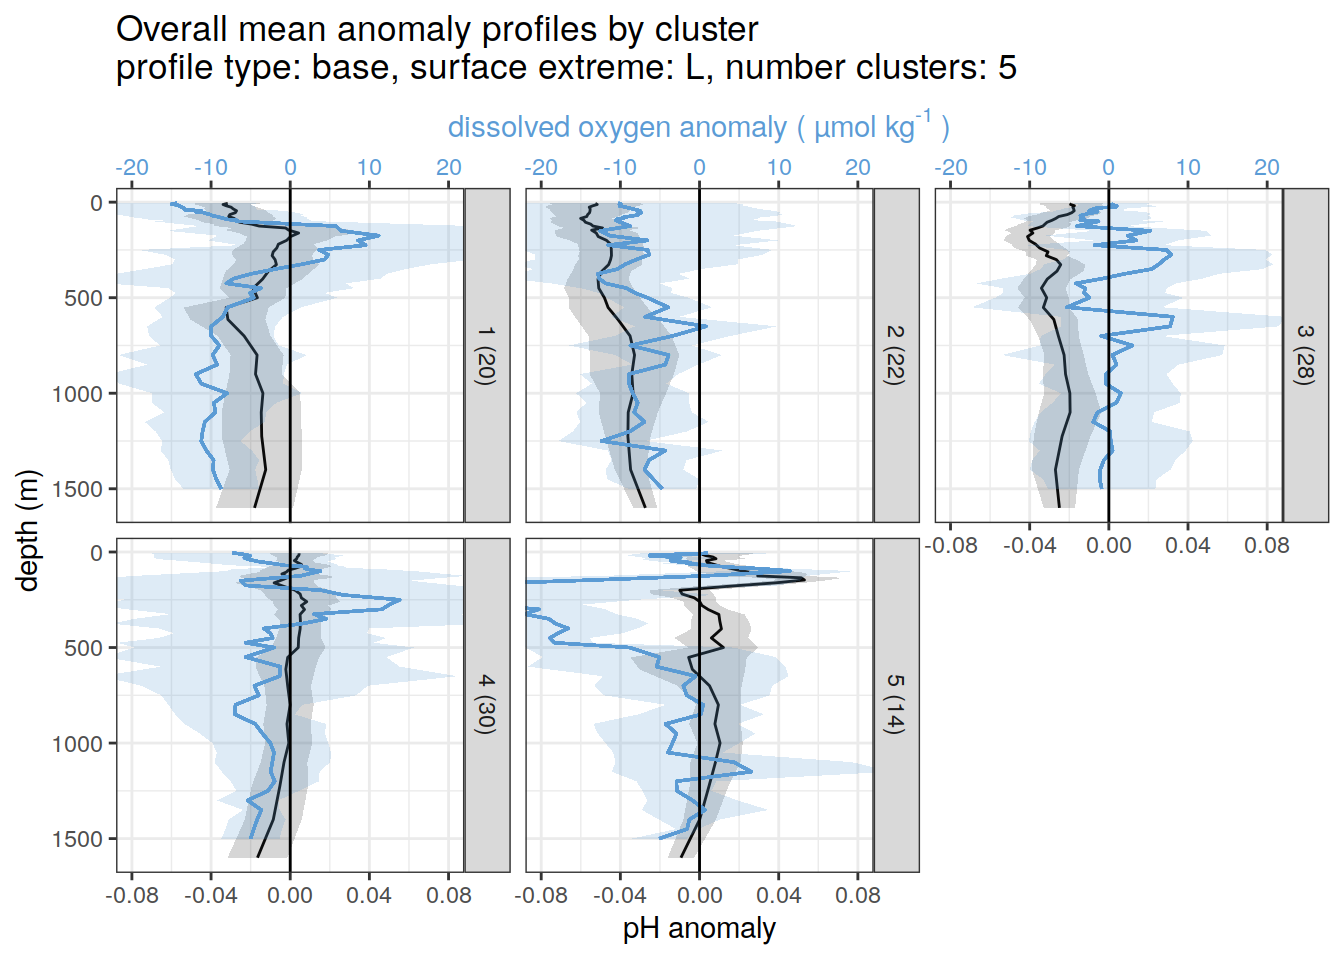 Overall mean anomaly profiles by cluster
profile type: base, surface extreme: L, number clusters: 5
dissolved oxygen anomaly ( µmol kg⁻¹ )
-20 -10 0 10 20 -20 -10 0 10 20 -20 -10 0 10 20
0
500
1000
1500
1 (20)
2 (22)
3 (28)
-0.08 -0.04 0.00 0.04 0.08
depth (m)
0
500
1000
1500
4 (30)
5 (14)
-0.08 -0.04 0.00 0.04 0.08 -0.08 -0.04 0.00 0.04 0.08
pH anomaly